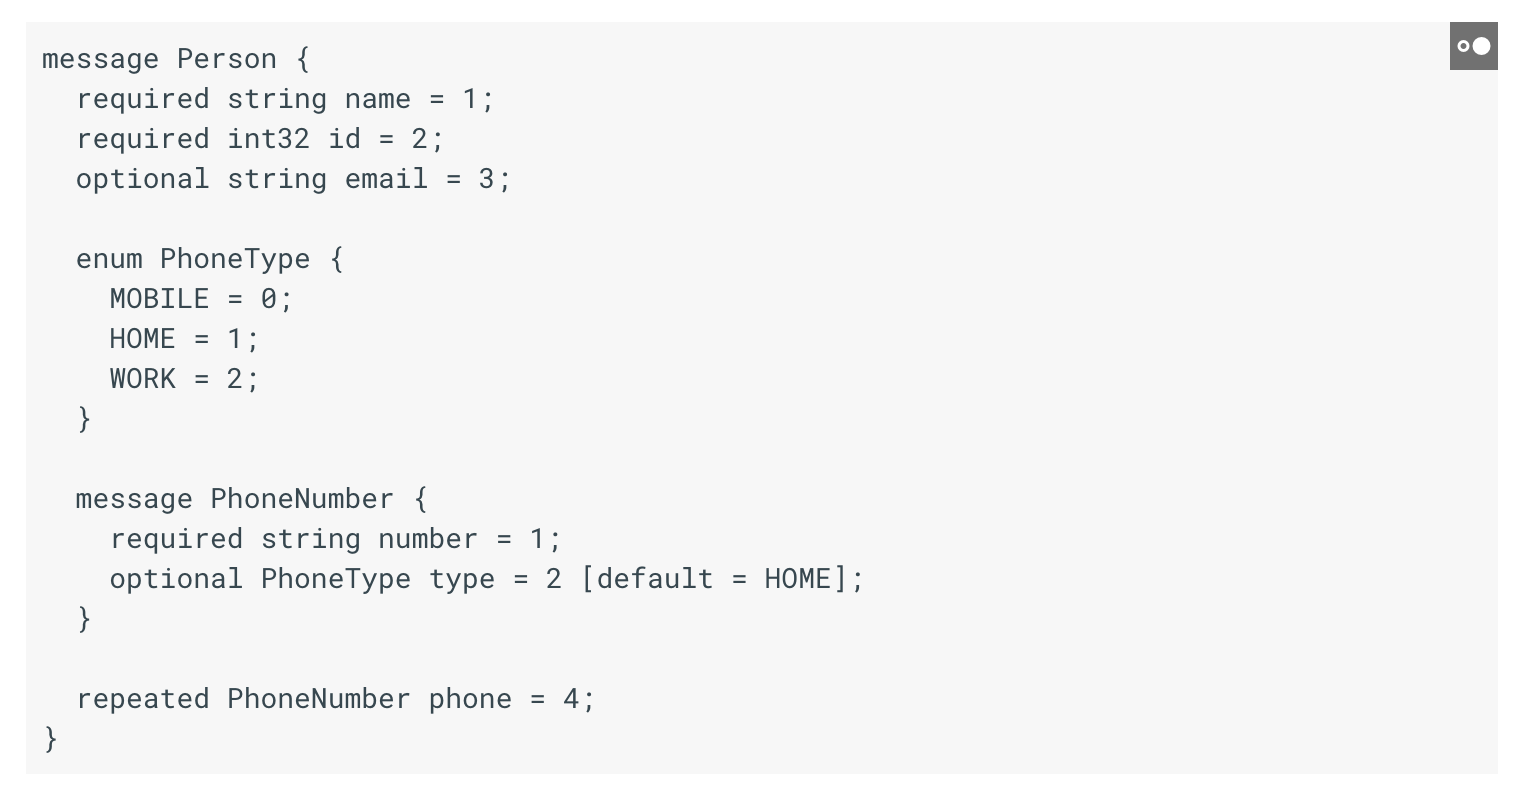 message Person {
  required string name = 1;
  required int32 id = 2;
  optional string email = 3;

  enum PhoneType {
    MOBILE = 0;
    HOME = 1;
    WORK = 2;
  }

  message PhoneNumber {
    required string number = 1;
    optional PhoneType type = 2 [default = HOME];
  }

  repeated PhoneNumber phone = 4;
}